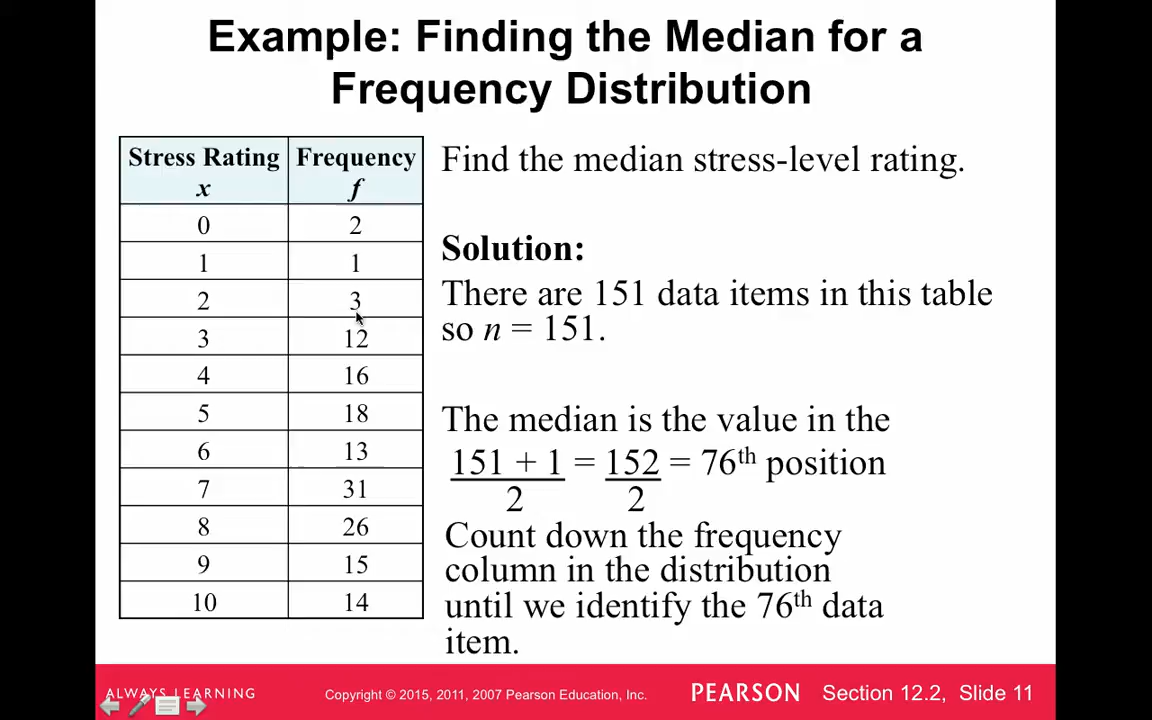 Example: Finding the Median for a
Frequency Distribution
Stress Rating Frequency
x f
0 2
1 1
2 3
3 12
4 16
5 18
6 13
7 31
8 26
9 15
10 14
Find the median stress-level rating.
Solution:
There are 151 data items in this table
so n = 151.
The median is the value in the
151 + 1 = 152 = 76th position
2 2
Count down the frequency
column in the distribution
until we identify the 76th data
item.
ALWAYS LEARNING
Copyright © 2015, 2011, 2007 Pearson Education, Inc.
PEARSON
Section 12.2, Slide 11